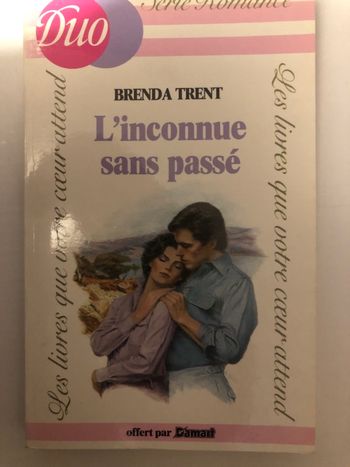 Duo
Série Romance
BRENDA TRENT
L'inconnue
sans passé
Les livres que votre cœur attend
Les livres que votre cœur attend
offert par Damart